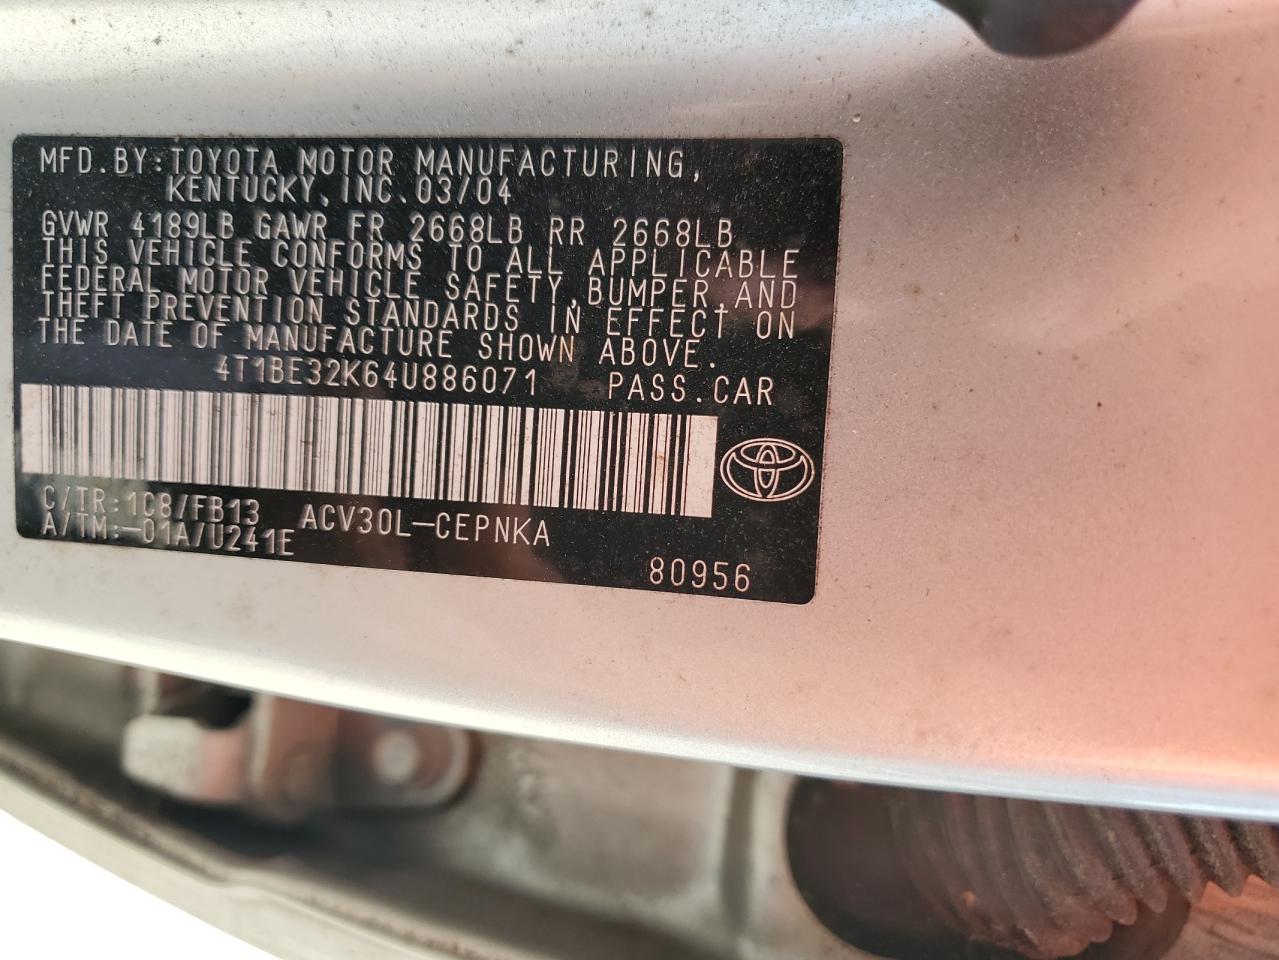 MFD.BY:TOYOTA MOTOR MANUFACTURING,
KENTUCKY,INC.03/04
GVWR 4189LB GAWR FR 2668LB RR 2668LB
THIS VEHICLE CONFORMS TO ALL APPLICABLE
FEDERAL MOTOR VEHICLE SAFETY,BUMPER,AND
THEFT PREVENTION STANDARDS IN EFFECT ON
THE DATE OF MANUFACTURE SHOWN ABOVE.
4T1BE32K64U886071 PASS.CAR
C/TR:1C8/FB13 ACV30L-CEPNKA
A/TM:-01A/U241E
80956